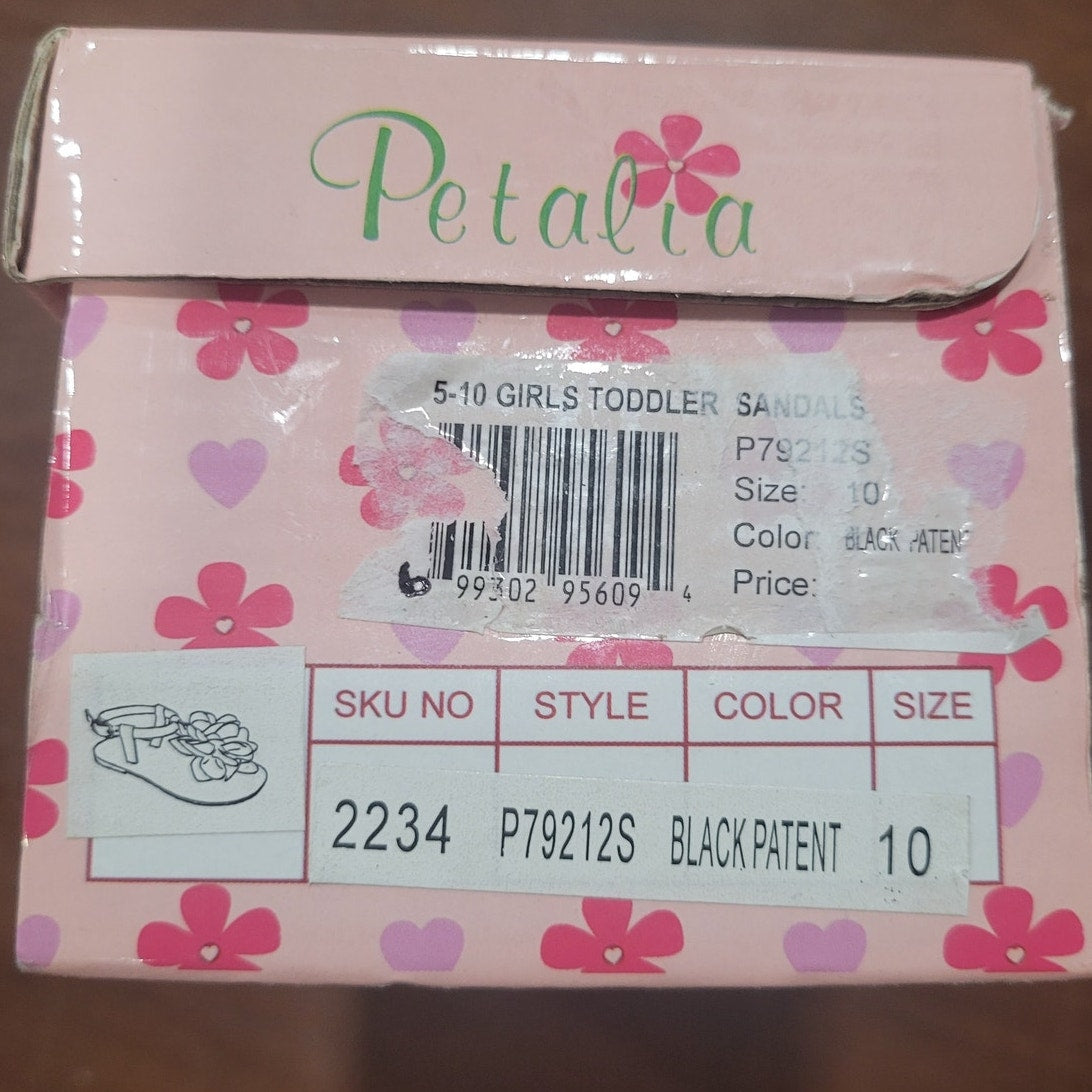 Petalia
5-10 GIRLS TODDLER SANDALS
P79212S
Size: 10
Color: BLACK PATENT
Price:
6 99302 95609 4
SKU NO STYLE COLOR SIZE
2234 P79212S BLACK PATENT 10